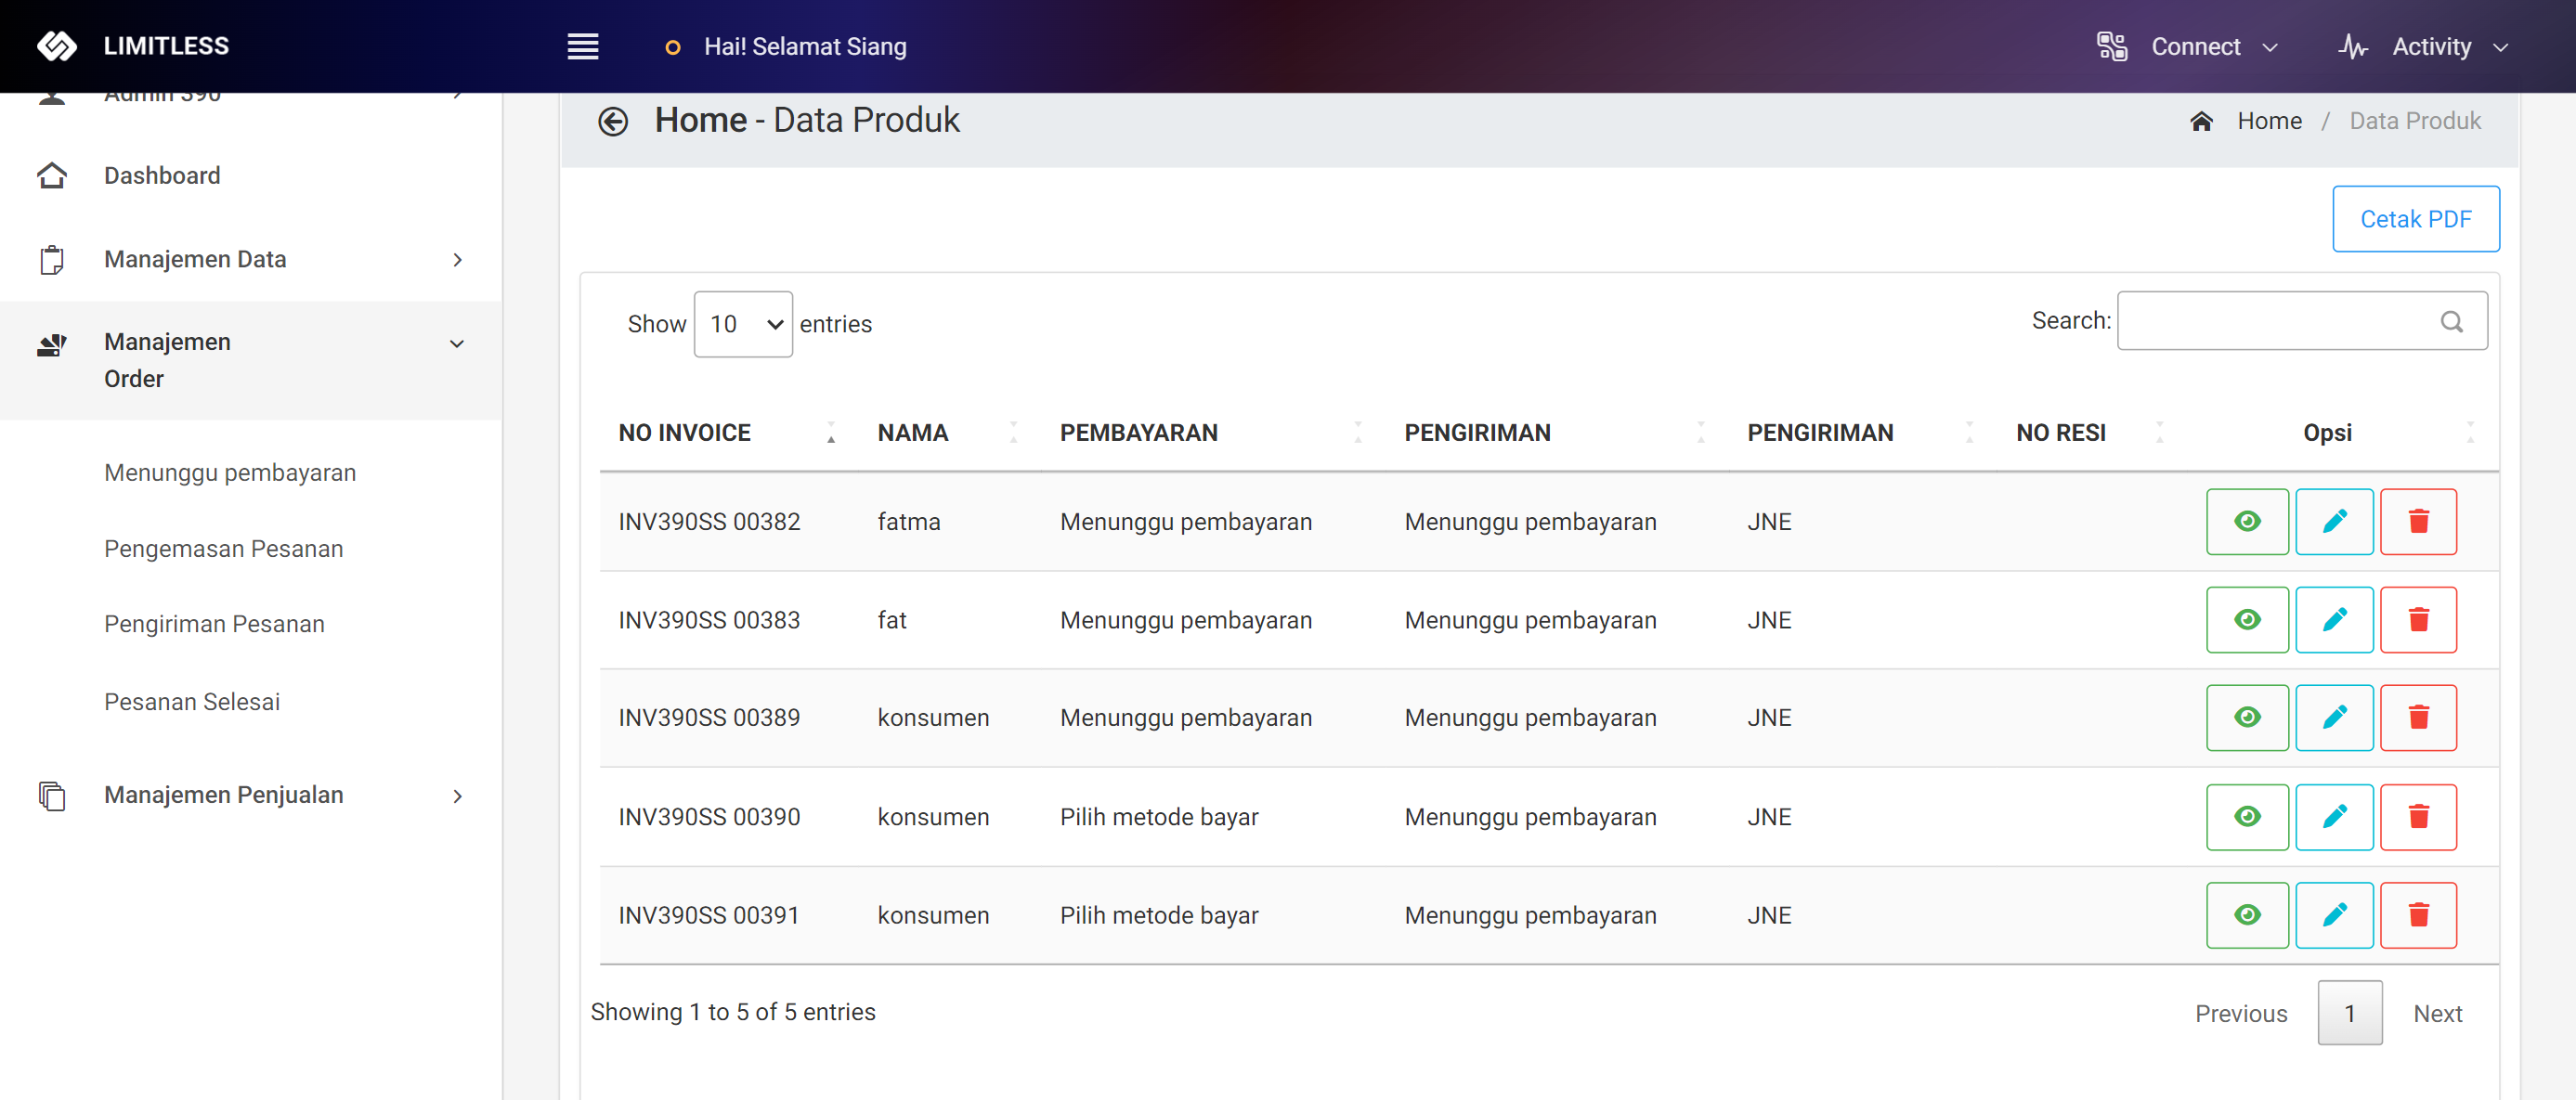 LIMITLESS
Hai! Selamat Siang
Connect
Activity
Admin 390
Dashboard
Manajemen Data
Manajemen
Order
Menunggu pembayaran
Pengemasan Pesanan
Pengiriman Pesanan
Pesanan Selesai
Manajemen Penjualan
Home - Data Produk
Home / Data Produk
Cetak PDF
Show 10 entries
Search:
NO INVOICE NAMA PEMBAYARAN PENGIRIMAN PENGIRIMAN NO RESI Opsi
INV390SS 00382 fatma Menunggu pembayaran Menunggu pembayaran JNE
INV390SS 00383 fat Menunggu pembayaran Menunggu pembayaran JNE
INV390SS 00389 konsumen Menunggu pembayaran Menunggu pembayaran JNE
INV390SS 00390 konsumen Pilih metode bayar Menunggu pembayaran JNE
INV390SS 00391 konsumen Pilih metode bayar Menunggu pembayaran JNE
Showing 1 to 5 of 5 entries
Previous 1 Next